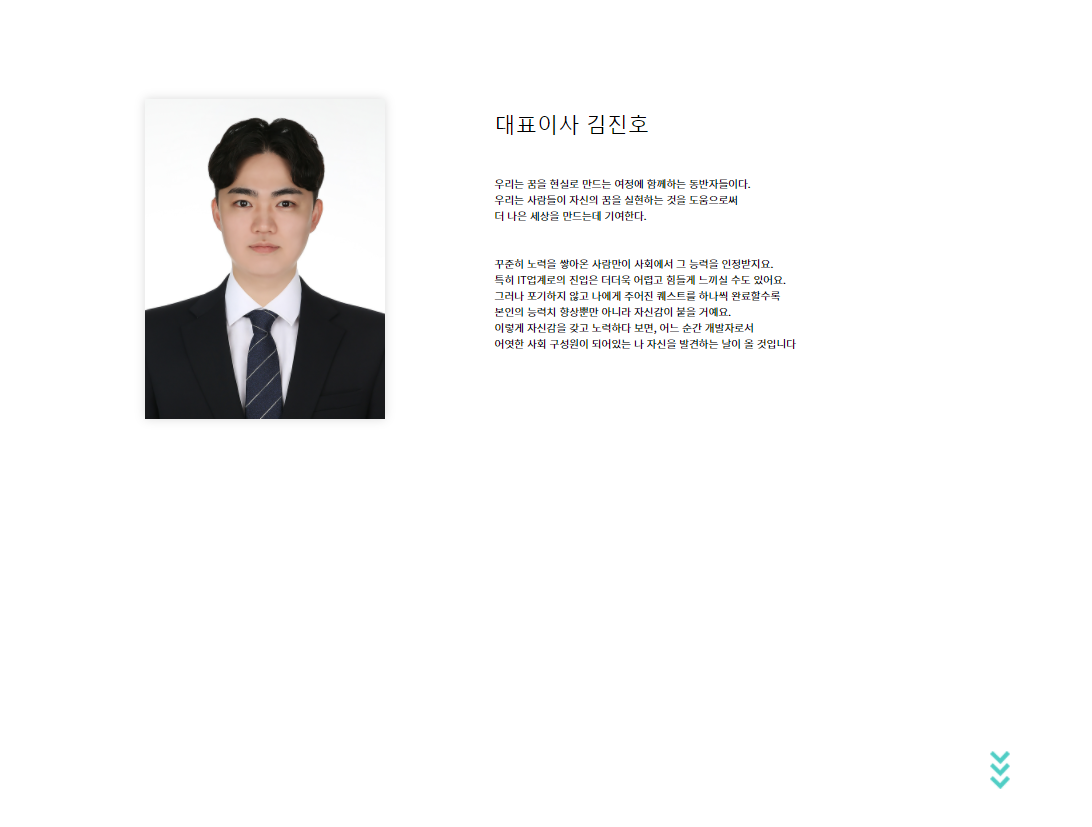 대표이사 김진호
우리는 꿈을 현실로 만드는 여정에 함께하는 동반자들이다.
우리는 사람들이 자신의 꿈을 실현하는 것을 도움으로써
더 나은 세상을 만드는데 기여한다.
꾸준히 노력을 쌓아온 사람만이 사회에서 그 능력을 인정받지요.
특히 IT업계로의 진입은 더더욱 어렵고 힘들게 느끼실 수도 있어요.
그러나 포기하지 않고 나에게 주어진 퀘스트를 하나씩 완료할수록
본인의 능력치 향상뿐만 아니라 자신감이 붙을 거예요.
이렇게 자신감을 갖고 노력하다 보면, 어느 순간 개발자로서
어엿한 사회 구성원이 되어있는 나 자신을 발견하는 날이 올 것입니다